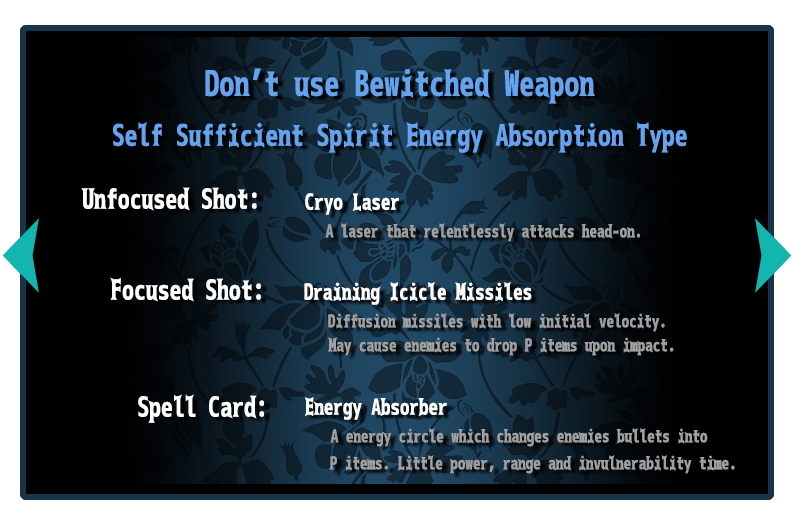 Don't use Bewitched Weapon
Self Sufficient Spirit Energy Absorption Type
Unfocused Shot: Cryo Laser
A laser that relentlessly attacks head-on.
Focused Shot: Draining Icicle Missiles
Diffusion missiles with low initial velocity.
May cause enemies to drop P items upon impact.
Spell Card: Energy Absorber
A energy circle which changes enemies bullets into
P items. Little power, range and invulnerability time.